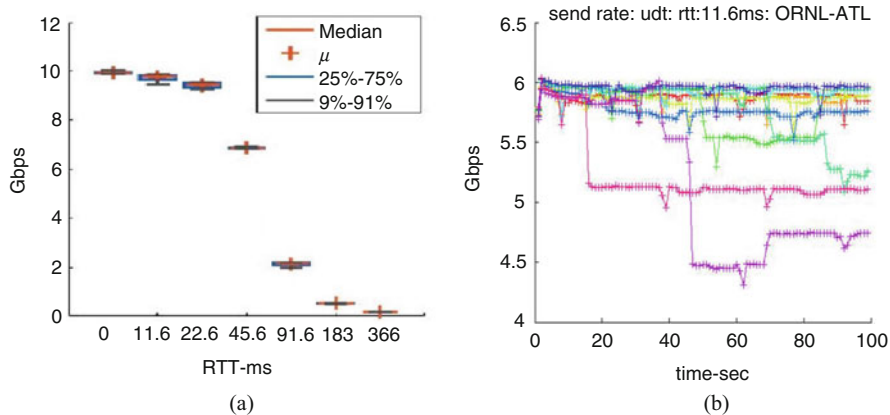 12
10
8
6
4
2
0
Gbps
Median
μ
25%-75%
9%-91%
0 11.6 22.6 45.6 91.6 183 366
RTT-ms
(a)
send rate: udt: rtt:11.6ms: ORNL-ATL
6.5
6
5.5
5
4.5
4
Gbps
0 20 40 60 80 100
time-sec
(b)